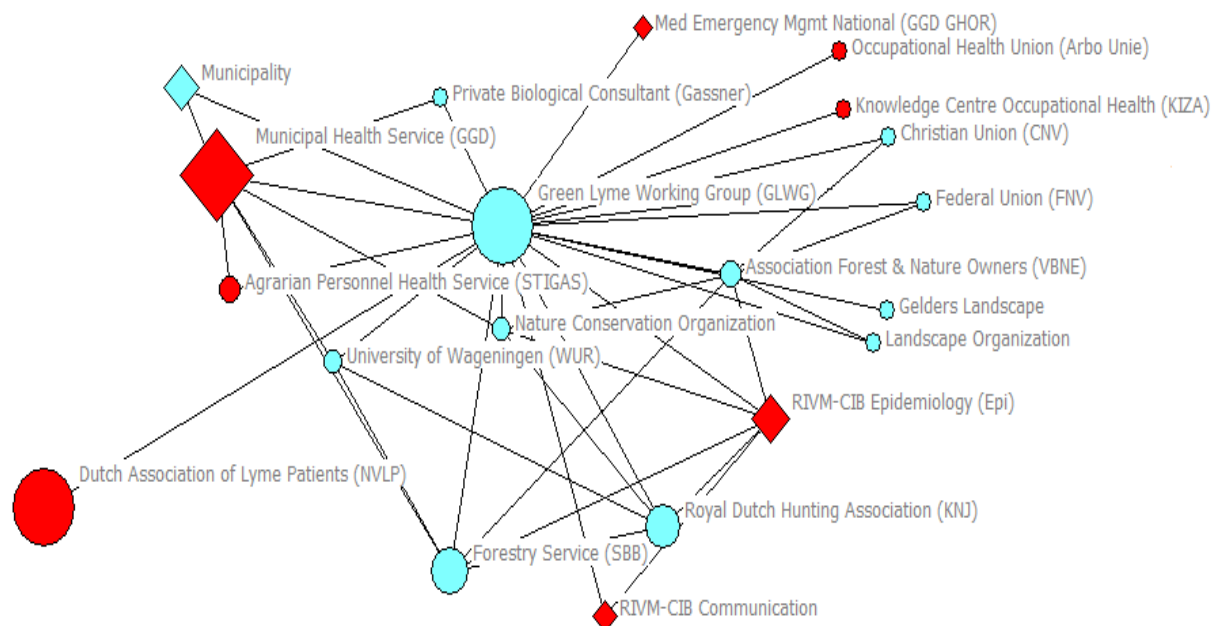 Med Emergency Mgmt National (GGD GHOR)
Occupational Health Union (Arbo Unie)
Municipality
Private Biological Consultant (Gassner)
Knowledge Centre Occupational Health (KIZA)
Municipal Health Service (GGD)
Christian Union (CNV)
Green Lyme Working Group (GLWG)
Federal Union (FNV)
Association Forest & Nature Owners (VBNE)
Agrarian Personnel Health Service (STIGAS)
Gelders Landscape
Nature Conservation Organization
Landscape Organization
University of Wageningen (WUR)
RIVM-CIB Epidemiology (Epi)
Dutch Association of Lyme Patients (NVLP)
Royal Dutch Hunting Association (KNJ)
Forestry Service (SBB)
RIVM-CIB Communication